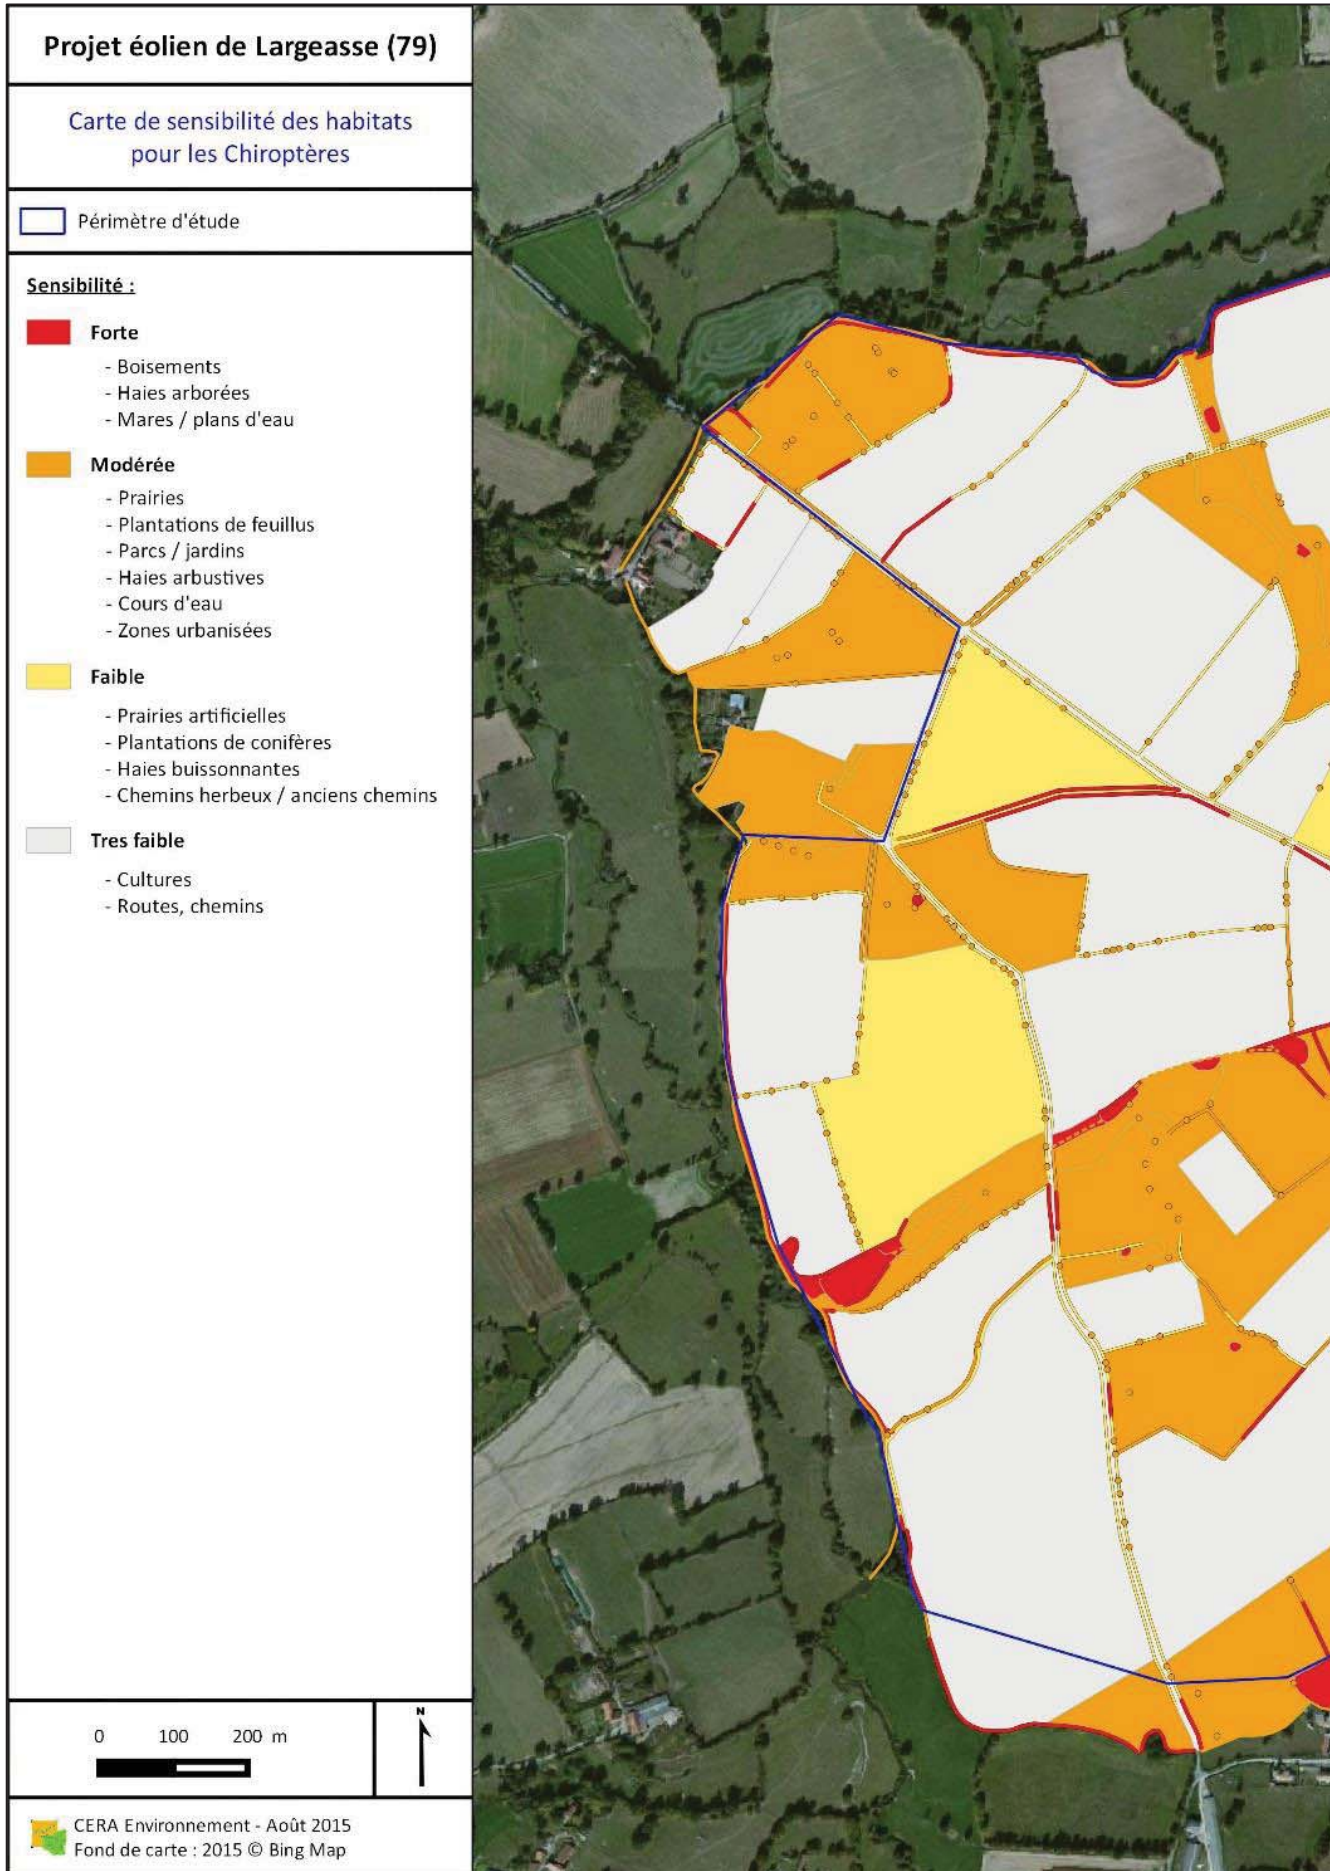 Projet éolien de Largeasse (79)
Carte de sensibilité des habitats
pour les Chiroptères
Périmètre d'étude
Sensibilité :
Forte
- Boisements
- Haies arborées
- Mares / plans d'eau
Modérée
- Prairies
- Plantations de feuillus
- Parcs / jardins
- Haies arbustives
- Cours d'eau
- Zones urbanisées
Faible
- Prairies artificielles
- Plantations de conifères
- Haies buissonnantes
- Chemins herbeux / anciens chemins
Tres faible
- Cultures
- Routes, chemins
0 100 200 m
N
CERA Environnement - Août 2015
Fond de carte : 2015 © Bing Map